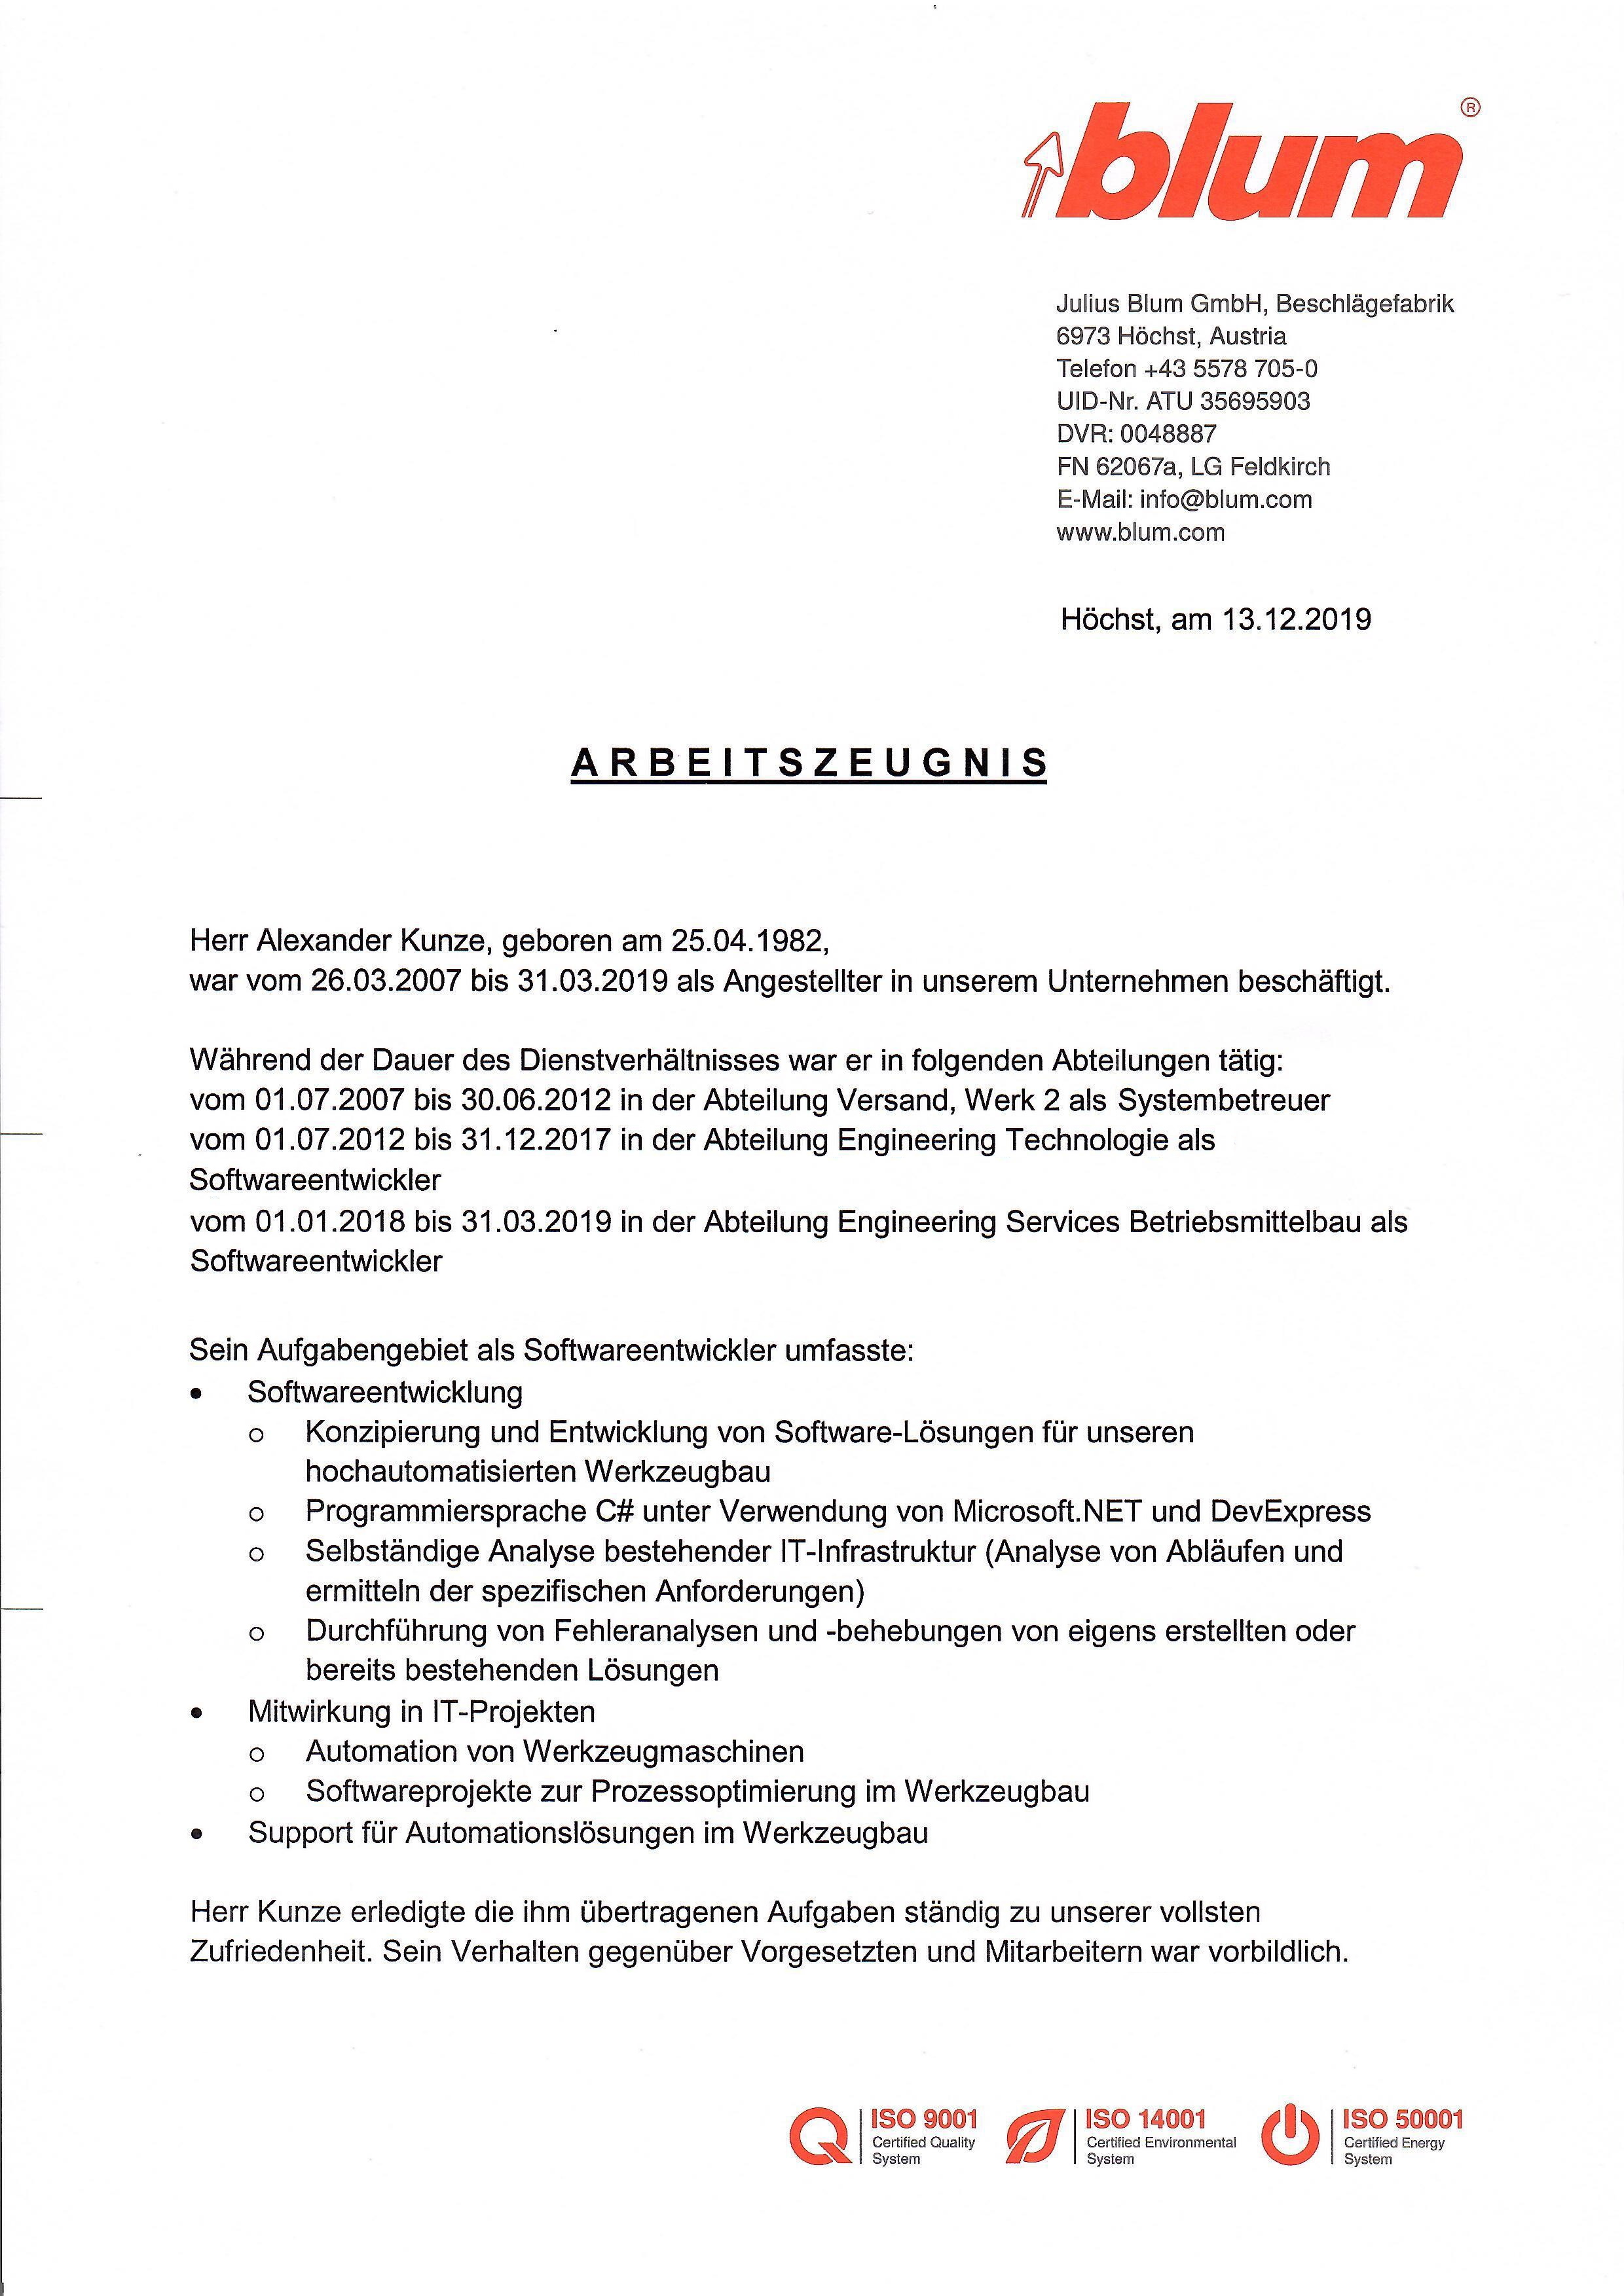 blum®
Julius Blum GmbH, Beschlägefabrik
6973 Höchst, Austria
Telefon +43 5578 705-0
UID-Nr. ATU 35695903
DVR: 0048887
FN 62067a, LG Feldkirch
E-Mail: info@blum.com
www.blum.com
Höchst, am 13.12.2019
ARBEITSZEUGNIS
Herr Alexander Kunze, geboren am 25.04.1982,
war vom 26.03.2007 bis 31.03.2019 als Angestellter in unserem Unternehmen beschäftigt.
Während der Dauer des Dienstverhältnisses war er in folgenden Abteilungen tätig:
vom 01.07.2007 bis 30.06.2012 in der Abteilung Versand, Werk 2 als Systembetreuer
vom 01.07.2012 bis 31.12.2017 in der Abteilung Engineering Technologie als
Softwareentwickler
vom 01.01.2018 bis 31.03.2019 in der Abteilung Engineering Services Betriebsmittelbau als
Softwareentwickler
Sein Aufgabengebiet als Softwareentwickler umfasste:
• Softwareentwicklung
o Konzipierung und Entwicklung von Software-Lösungen für unseren
hochautomatisierten Werkzeugbau
o Programmiersprache C# unter Verwendung von Microsoft.NET und DevExpress
o Selbständige Analyse bestehender IT-Infrastruktur (Analyse von Abläufen und
ermitteln der spezifischen Anforderungen)
o Durchführung von Fehleranalysen und -behebungen von eigens erstellten oder
bereits bestehenden Lösungen
• Mitwirkung in IT-Projekten
o Automation von Werkzeugmaschinen
o Softwareprojekte zur Prozessoptimierung im Werkzeugbau
• Support für Automationslösungen im Werkzeugbau
Herr Kunze erledigte die ihm übertragenen Aufgaben ständig zu unserer vollsten
Zufriedenheit. Sein Verhalten gegenüber Vorgesetzten und Mitarbeitern war vorbildlich.
ISO 9001
Certified Quality
System
ISO 14001
Certified Environmental
System
ISO 50001
Certified Energy
System